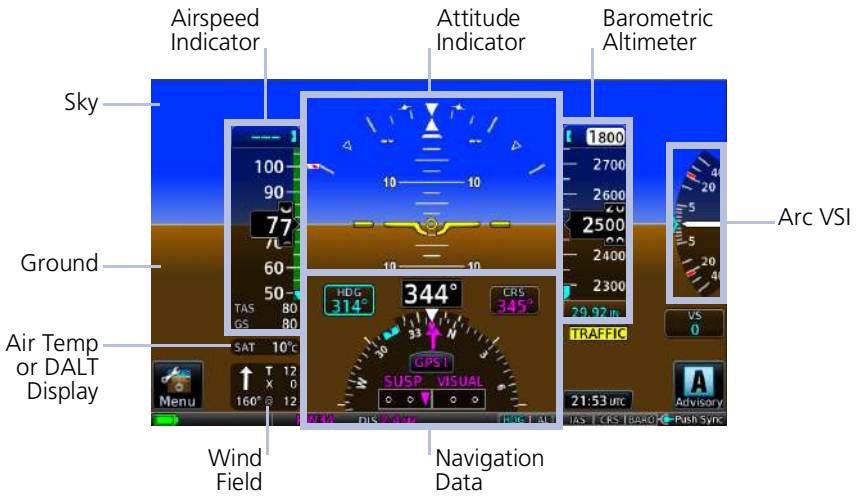 Airspeed
Indicator
Attitude
Indicator
Barometric
Altimeter
Sky
Ground
Air Temp
or DALT
Display
Wind
Field
Navigation
Data
Arc VSI
100
90
77
60
50
TAS 80
GS 80
SAT 10°C
T 12
X 0
160° @ 12
Menu
10 10
10 10
HDG
314°
344°
CRS
345°
30 33 N 3
W
GPS1
SUSP VISUAL
DIS
1800
2700
2600
2500
2400
2300
29.92 IN
TRAFFIC
40
20
5
5
20
40
VS
0
21:53 UTC
Advisory
HDG ALT IAS CRS BARO Push Sync